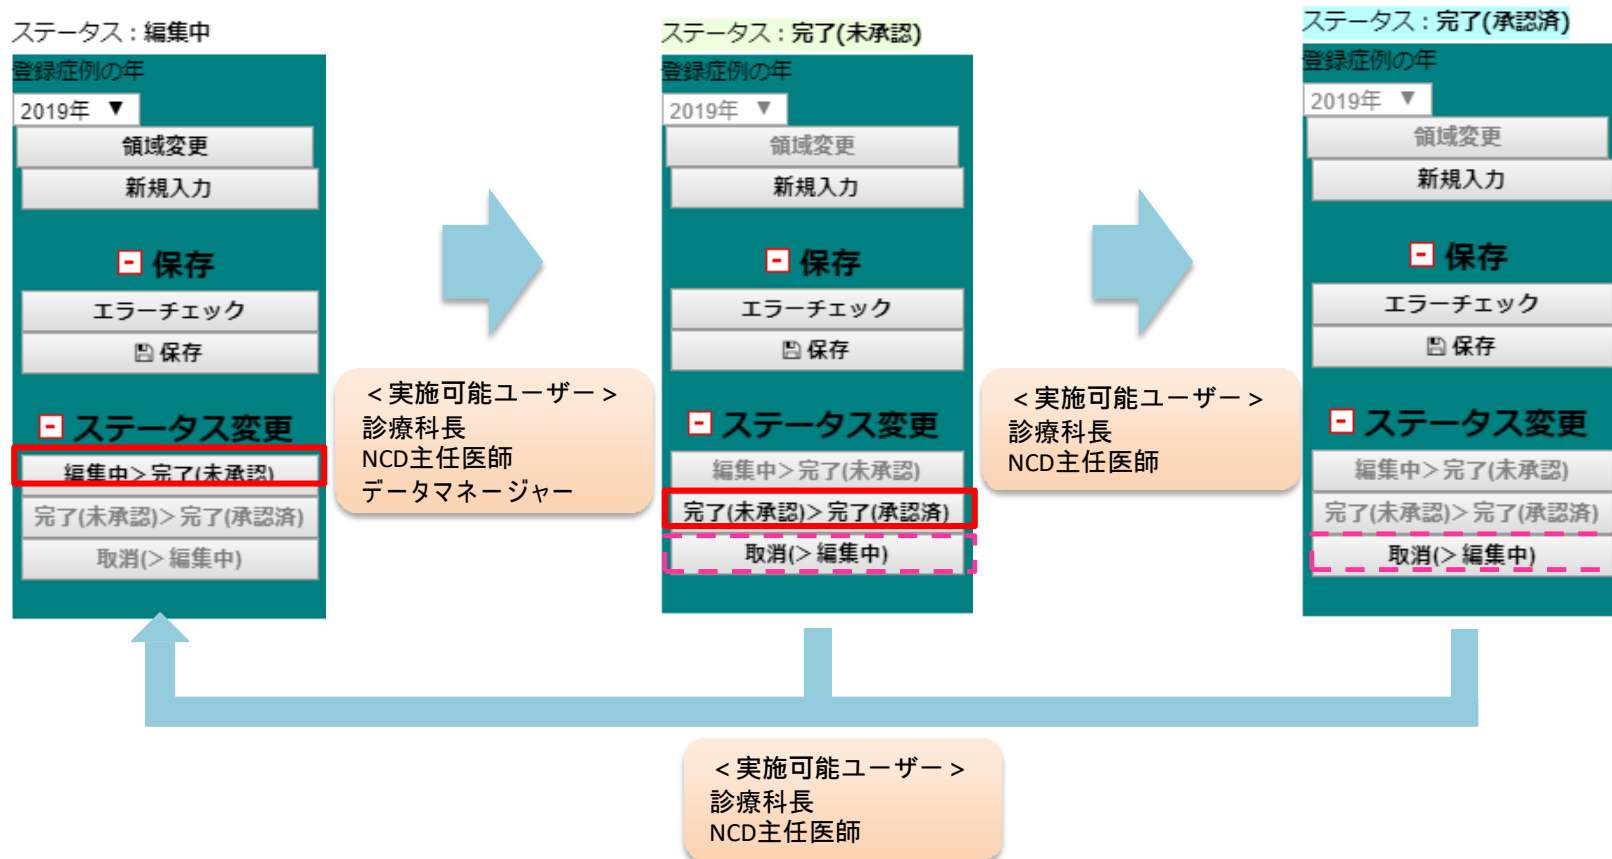 ステータス：編集中
登録症例の年
2019年 ▼
領域変更
新規入力
- 保存
エラーチェック
保存
- ステータス変更
編集中＞完了(未承認)
完了(未承認)＞完了(承認済)
取消(＞編集中)
＜実施可能ユーザー＞
診療科長
NCD主任医師
データマネージャー
ステータス：完了(未承認)
登録症例の年
2019年 ▼
領域変更
新規入力
- 保存
エラーチェック
保存
- ステータス変更
編集中＞完了(未承認)
完了(未承認)＞完了(承認済)
取消(＞編集中)
＜実施可能ユーザー＞
診療科長
NCD主任医師
ステータス：完了(承認済)
登録症例の年
2019年 ▼
領域変更
新規入力
- 保存
エラーチェック
保存
- ステータス変更
編集中＞完了(未承認)
完了(未承認)＞完了(承認済)
取消(＞編集中)
＜実施可能ユーザー＞
診療科長
NCD主任医師